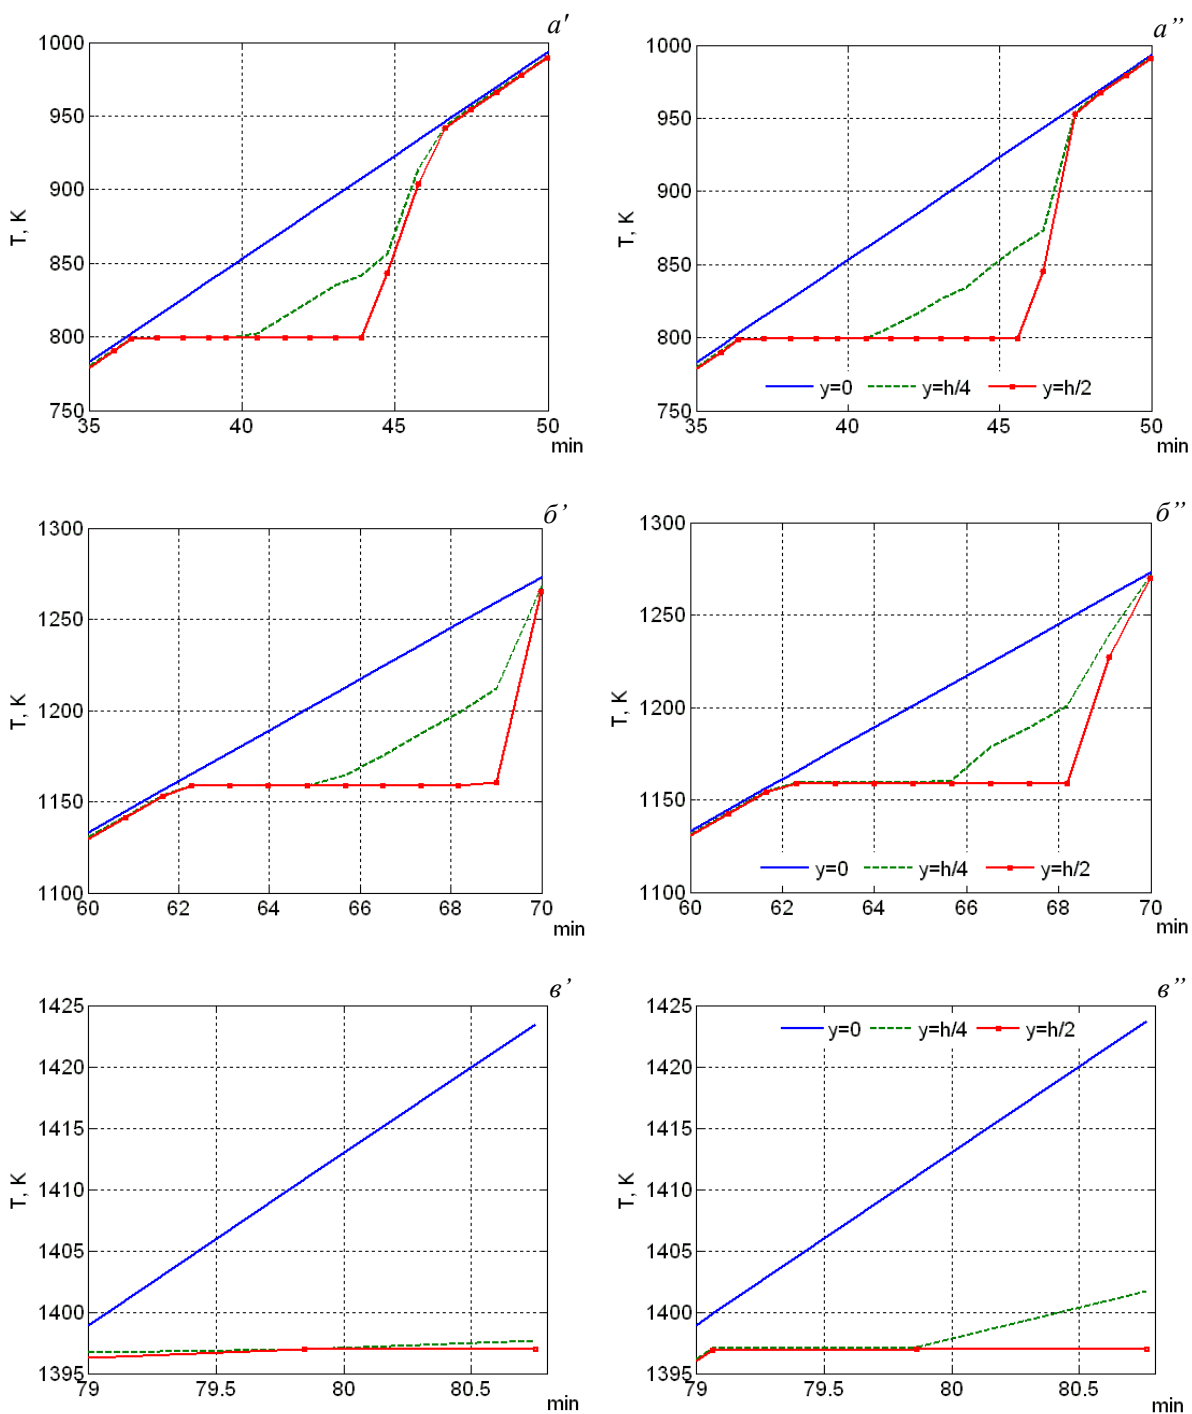 а′ а″
1000 1000
950 950
900 900
T, K T, K
850 850
800 800
y=0 y=h/4 y=h/2
750 750
35 40 45 50 35 40 45 50
min min
б’ б”
1300 1300
1250 1250
T, K T, K
1200 1200
1150 1150
y=0 y=h/4 y=h/2
1100 1100
60 62 64 66 68 70 60 62 64 66 68 70
min min
в’ в”
1425 1425
y=0 y=h/4 y=h/2
1420 1420
1415 1415
T, K T, K
1410 1410
1405 1405
1400 1400
1395 1395
79 79.5 80 80.5 79 79.5 80 80.5
min min